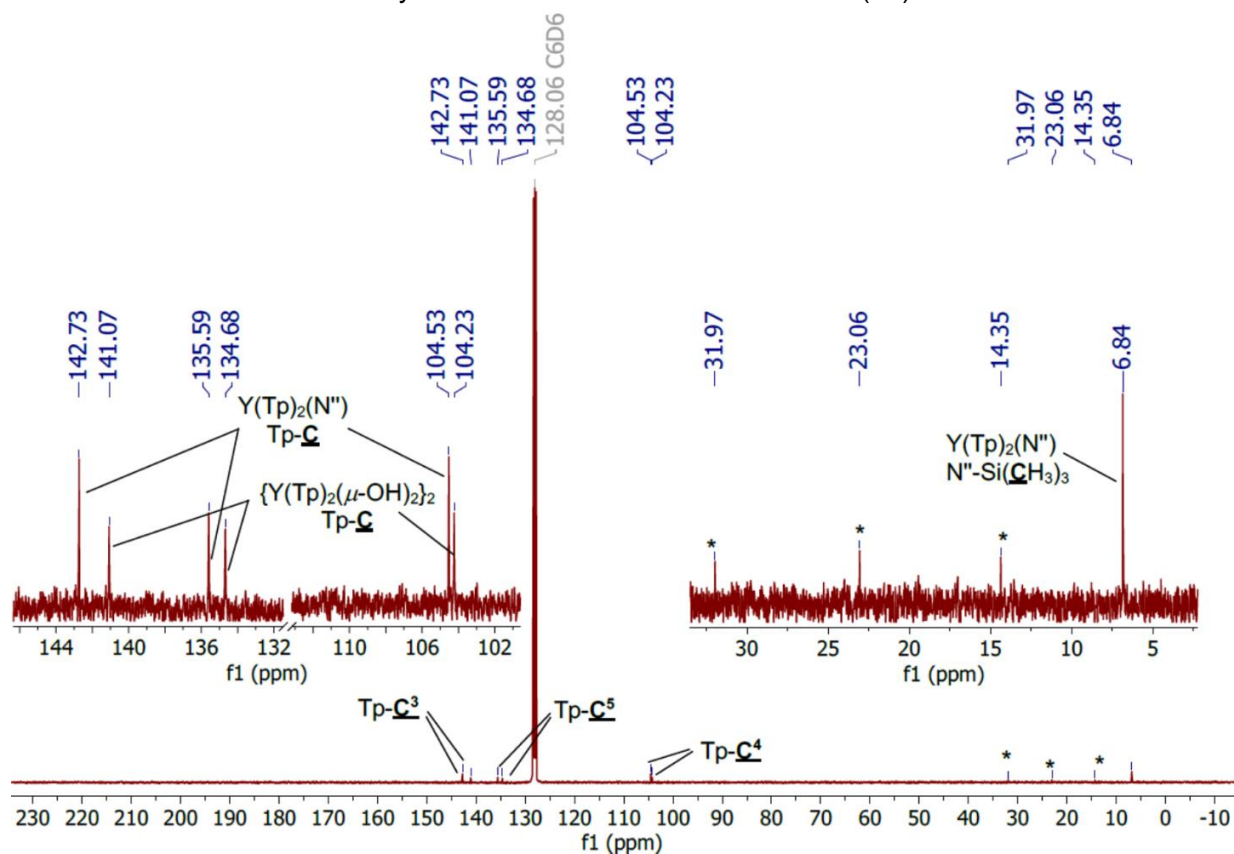 142.73
141.07
135.59
134.68
128.06 C6D6
104.53
104.23
31.97
23.06
14.35
6.84
142.73
141.07
135.59
134.68
104.53
104.23
31.97
23.06
14.35
6.84
Y(Tp)₂(N")
Tp-C
{Y(Tp)₂(μ-OH)₂}₂
Tp-C
Y(Tp)₂(N")
N"-Si(CH₃)₃
* * *
144 140 136 132 110 106 102
f1 (ppm)
30 25 20 15 10 5
f1 (ppm)
Tp-C³
Tp-C⁵
Tp-C⁴
* * *
230 220 210 200 190 180 170 160 150 140 130 120 110 100 90 80 70 60 50 40 30 20 10 0 -10
f1 (ppm)